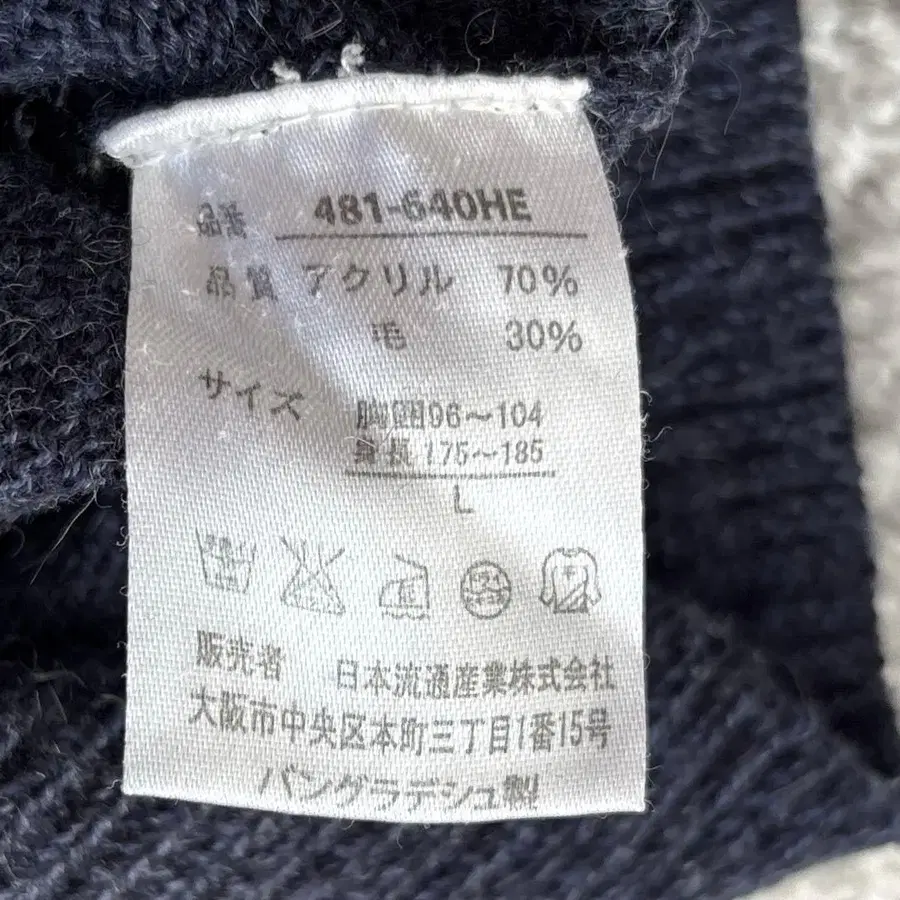 品番 481-640HE
品質 アクリル 70%
毛 30%
サイズ 胸囲96～104
身長175～185
L
販売者 日本流通産業株式会社
大阪市中央区本町三丁目1番15号
バングラデシュ製